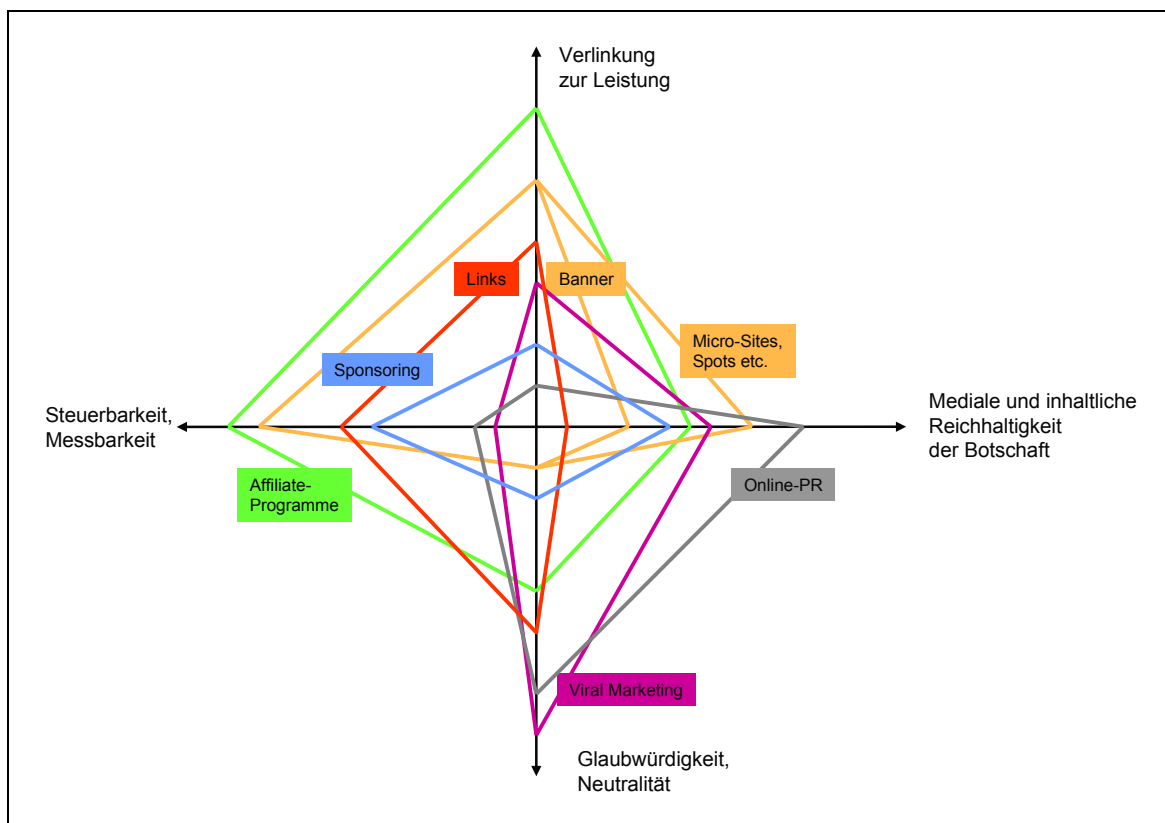 Verlinkung
zur Leistung
Links
Banner
Micro-Sites,
Spots etc.
Sponsoring
Steuerbarkeit,
Messbarkeit
Mediale und inhaltliche
Reichhaltigkeit
der Botschaft
Affiliate-
Programme
Online-PR
Viral Marketing
Glaubwürdigkeit,
Neutralität